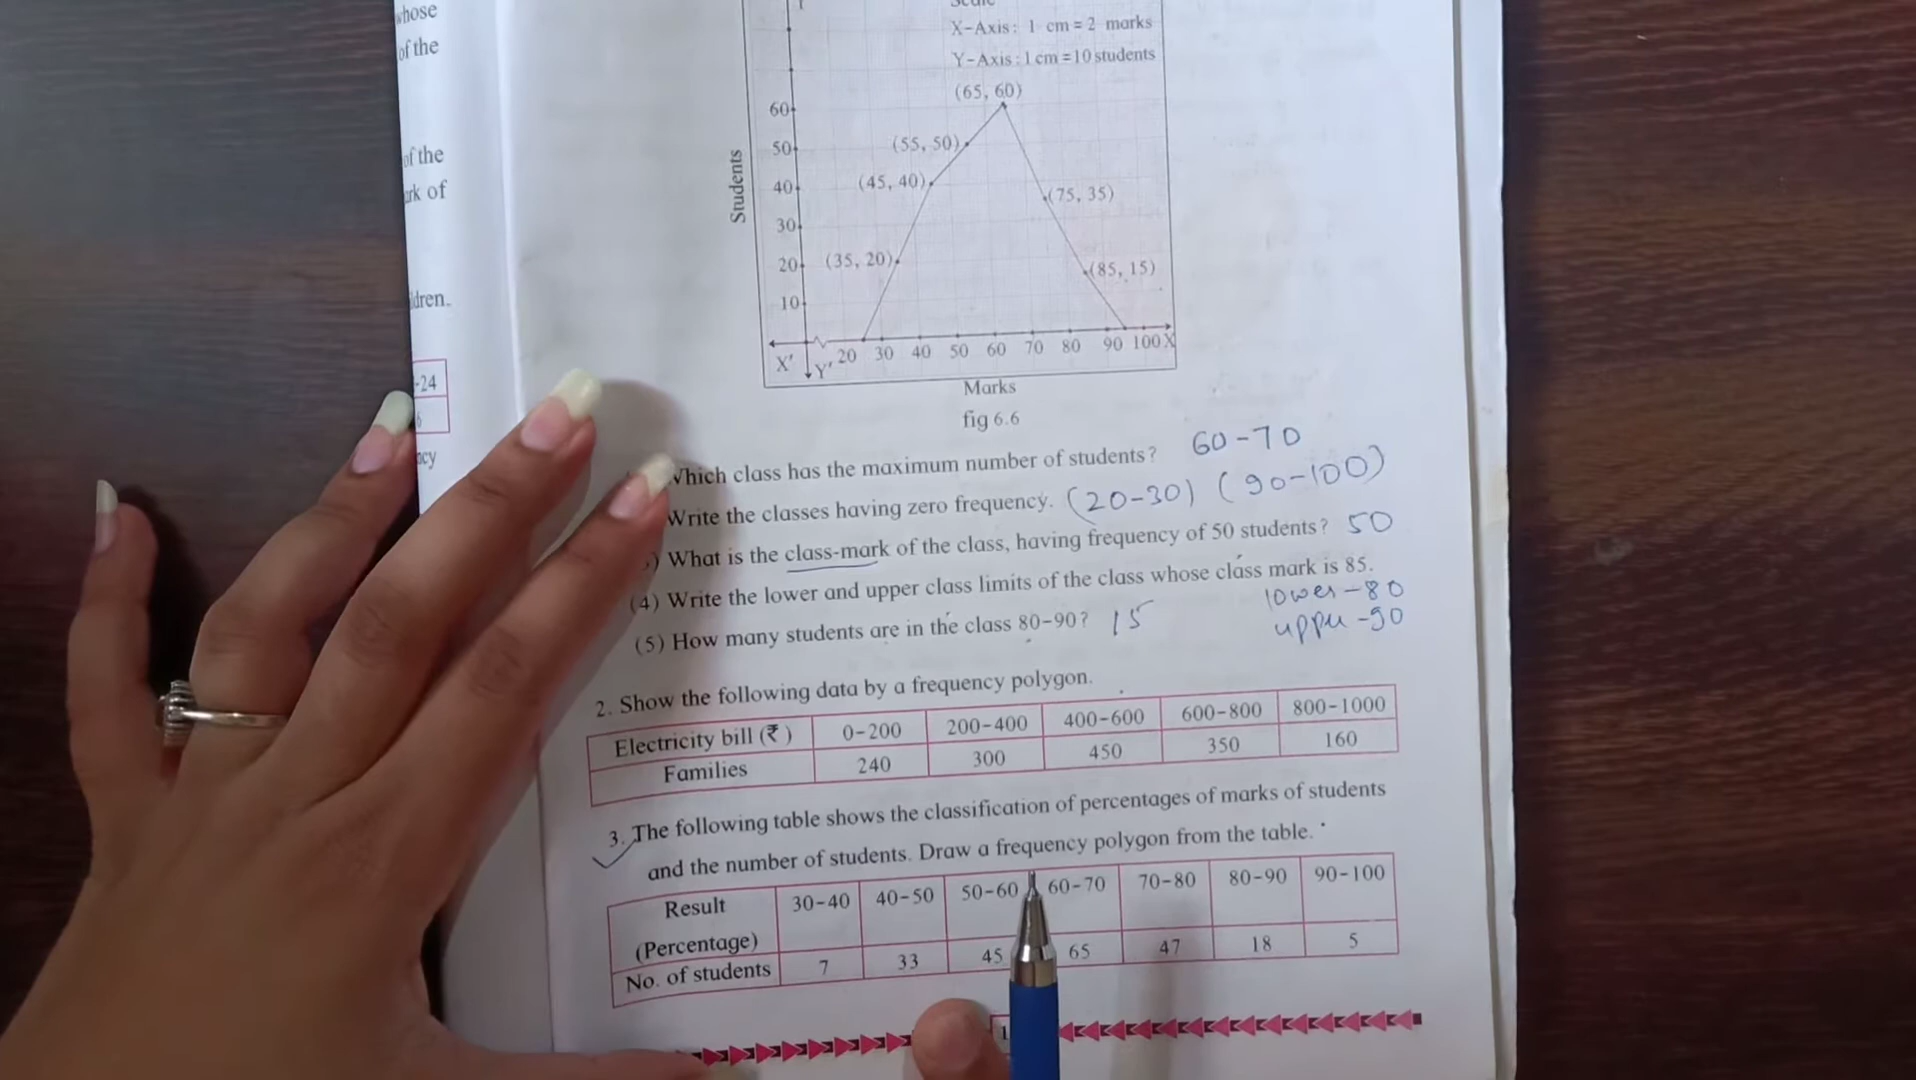 whose
of the
of the
of
dren.
-24
X-Axis: 1 cm = 2 marks
Y-Axis : 1 cm = 10 students
(65, 60)
60
(55, 50)
50
Students
(45, 40)
40
(75, 35)
30
(35, 20)
20
(85, 15)
10
X' Y' 20 30 40 50 60 70 80 90 100 X
Marks
fig 6.6
Which class has the maximum number of students? 60-70
Write the classes having zero frequency. (20-30) (90-100)
) What is the class-mark of the class, having frequency of 50 students? 50
(4) Write the lower and upper class limits of the class whose class mark is 85.
lower-80
upper-90
(5) How many students are in the class 80-90? 15
2. Show the following data by a frequency polygon.
Electricity bill (₹) 0-200 200-400 400-600 600-800 800-1000
Families 240 300 450 350 160
3. The following table shows the classification of percentages of marks of students
and the number of students. Draw a frequency polygon from the table.
Result (Percentage) 30-40 40-50 50-60 60-70 70-80 80-90 90-100
No. of students 7 33 45 65 47 18 5